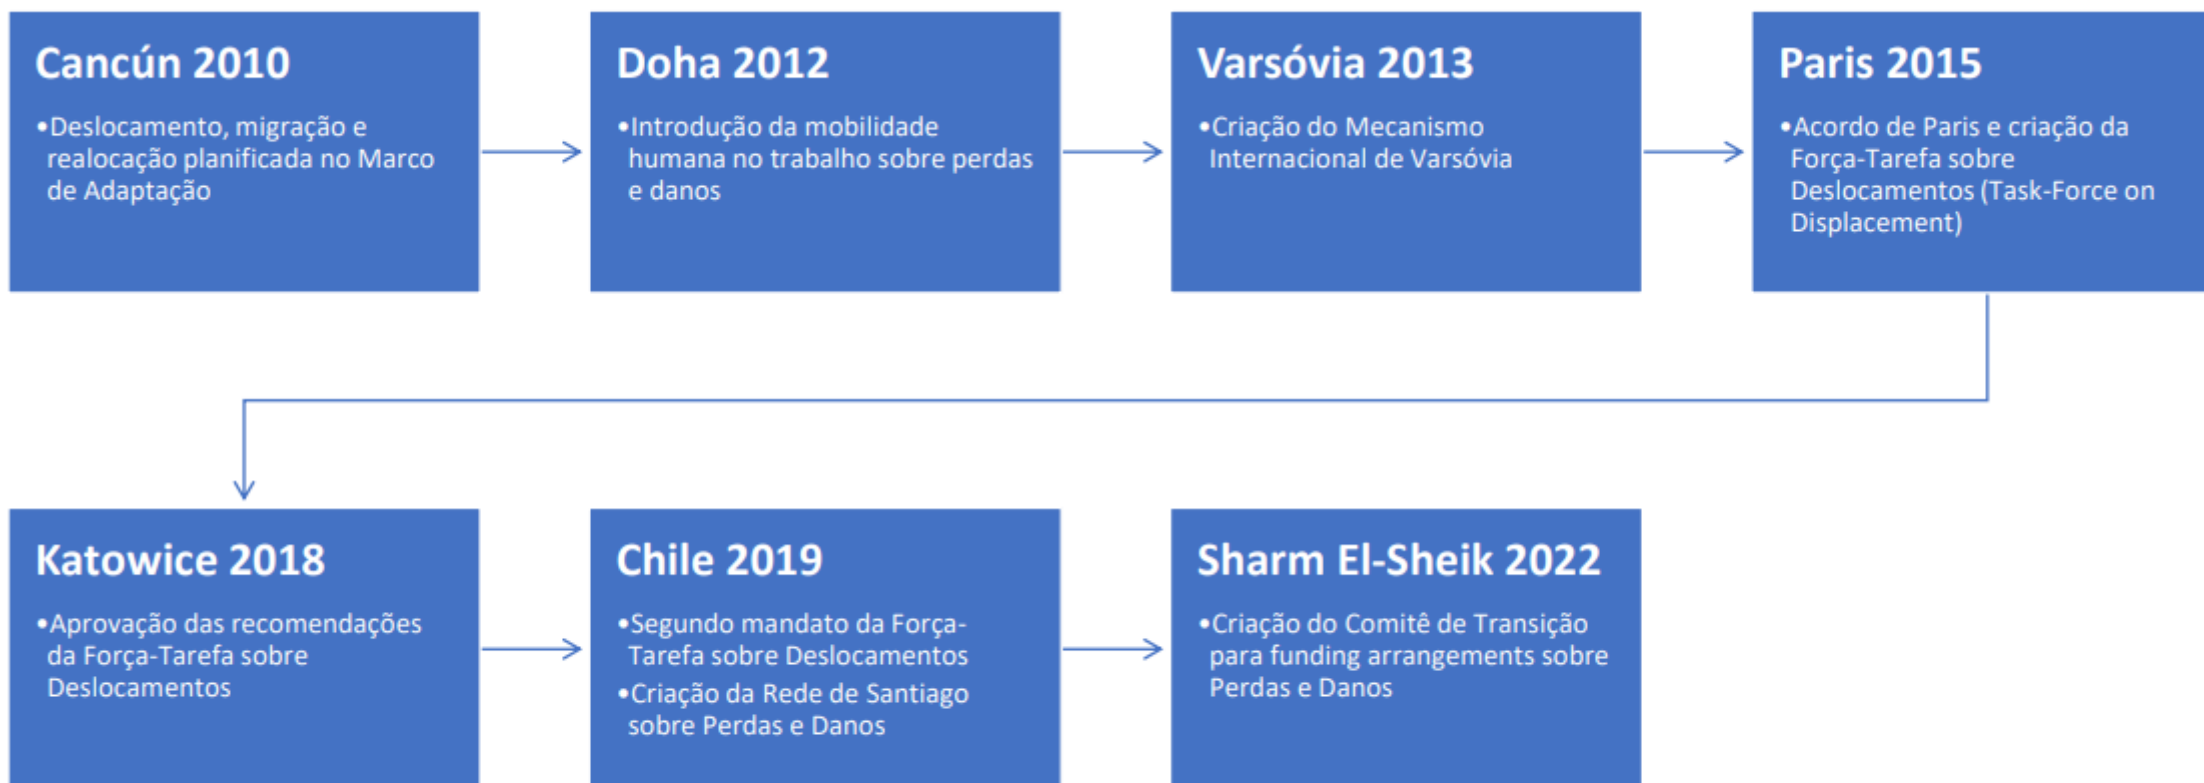 Cancún 2010
•Deslocamento, migração e
realocação planificada no Marco
de Adaptação
Doha 2012
•Introdução da mobilidade
humana no trabalho sobre perdas
e danos
Varsóvia 2013
•Criação do Mecanismo
Internacional de Varsóvia
Paris 2015
•Acordo de Paris e criação da
Força-Tarefa sobre
Deslocamentos (Task-Force on
Displacement)
Katowice 2018
•Aprovação das recomendações
da Força-Tarefa sobre
Deslocamentos
Chile 2019
•Segundo mandato da Força-
Tarefa sobre Deslocamentos
•Criação da Rede de Santiago
sobre Perdas e Danos
Sharm El-Sheik 2022
•Criação do Comitê de Transição
para funding arrangements sobre
Perdas e Danos